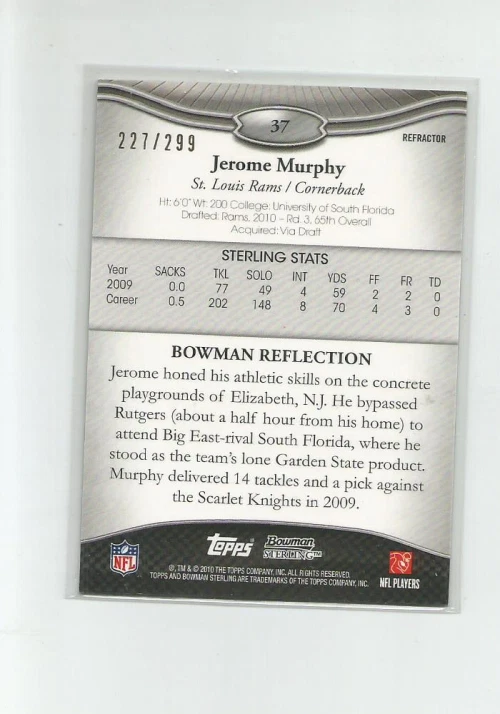 37
227/299
REFRACTOR
Jerome Murphy
St. Louis Rams / Cornerback
Ht: 6'0" Wt: 200 College: University of South Florida
Drafted: Rams, 2010 – Rd. 3, 65th Overall
Acquired: Via Draft
STERLING STATS
Year SACKS TKL SOLO INT YDS FF FR TD
2009 0.0 77 49 4 59 2 2 0
Career 0.5 202 148 8 70 4 3 0
BOWMAN REFLECTION
Jerome honed his athletic skills on the concrete
playgrounds of Elizabeth, N.J. He bypassed
Rutgers (about a half hour from his home) to
attend Big East-rival South Florida, where he
stood as the team's lone Garden State product.
Murphy delivered 14 tackles and a pick against
the Scarlet Knights in 2009.
NFL
Topps
Bowman
STERLING™
NFL PLAYERS
®, TM & © 2010 THE TOPPS COMPANY, INC. ALL RIGHTS RESERVED.
TOPPS AND BOWMAN STERLING ARE TRADEMARKS OF THE TOPPS COMPANY, INC.